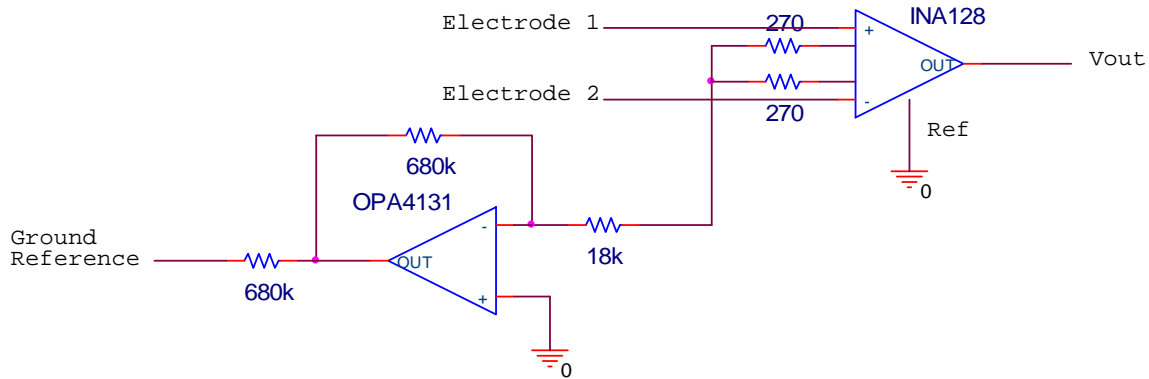 INA128
Electrode 1
270
+
OUT
Vout
Electrode 2
-
270
Ref
0
680k
OPA4131
-
18k
Ground
Reference
OUT
680k
+
0